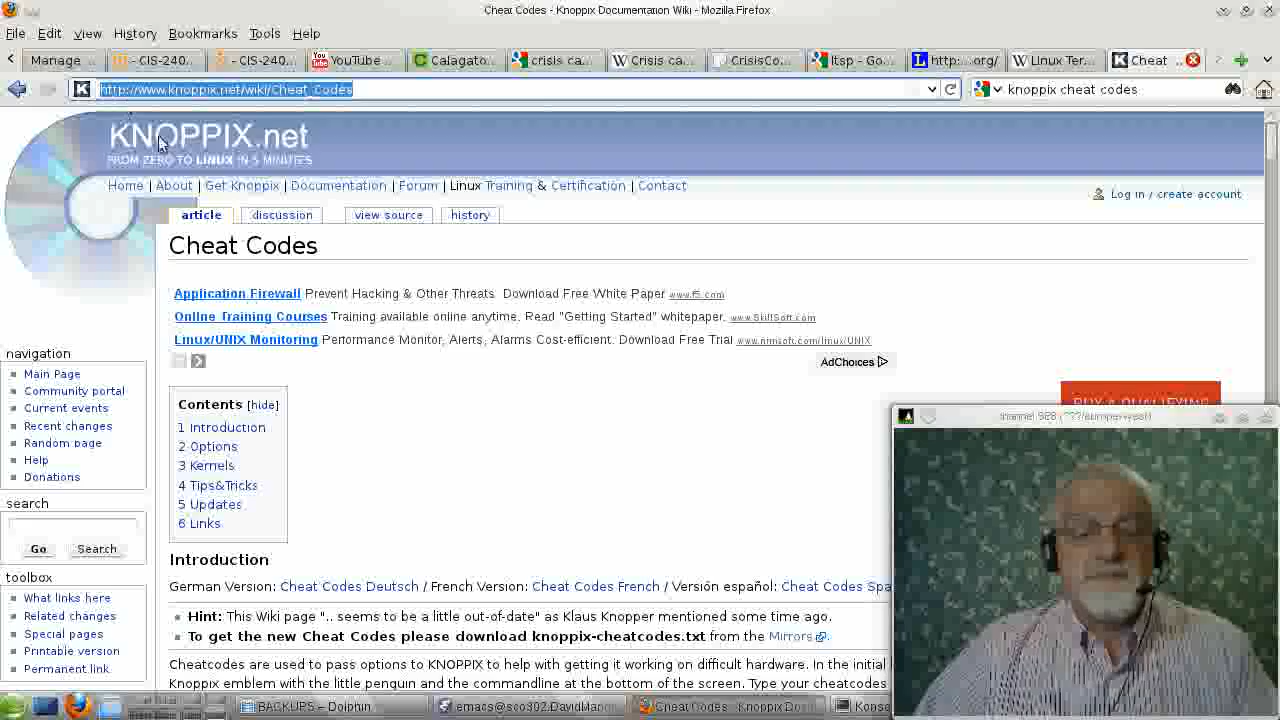 Cheat Codes - Knoppix Documentation Wiki - Mozilla Firefox
File Edit View History Bookmarks Tools Help
Manage - CIS-240... - CIS-240... YouTube... Calagato... crisis ca... Crisis ca... CrisisCo... ltsp - Go... http:...org/ Linux Ter... Cheat ...
http://www.knoppix.net/wiki/Cheat_Codes knoppix cheat codes
KNOPPIX.net
FROM ZERO TO LINUX IN 5 MINUTES
Home | About | Get Knoppix | Documentation | Forum | Linux Training & Certification | Contact
Log in / create account
article discussion view source history
Cheat Codes
Application Firewall Prevent Hacking & Other Threats. Download Free White Paper www.f5.com
Online Training Courses Training available online anytime. Read "Getting Started" whitepaper. www.SkillSoft.com
Linux/UNIX Monitoring Performance Monitor, Alerts, Alarms Cost-efficient. Download Free Trial www.nimsoft.com/linux/UNIX
AdChoices
navigation
Main Page
Community portal
Current events
Recent changes
Random page
Help
Donations
search
Go Search
toolbox
What links here
Related changes
Special pages
Printable version
Permanent link
Contents [hide]
1 Introduction
2 Options
3 Kernels
4 Tips&Tricks
5 Updates
6 Links
BUY A QUALIFYING
Introduction
German Version: Cheat Codes Deutsch / French Version: Cheat Codes French / Versión español: Cheat Codes Spa
Hint: This Wiki page ".. seems to be a little out-of-date" as Klaus Knopper mentioned some time ago.
To get the new Cheat Codes please download knoppix-cheatcodes.txt from the Mirrors.
Cheatcodes are used to pass options to KNOPPIX to help with getting it working on difficult hardware. In the initial
Knoppix emblem with the little penguin and the commandline at the bottom of the screen. Type your cheatcodes
BACKUPS – Dolphin Cheat Codes - Knoppix Do Kons